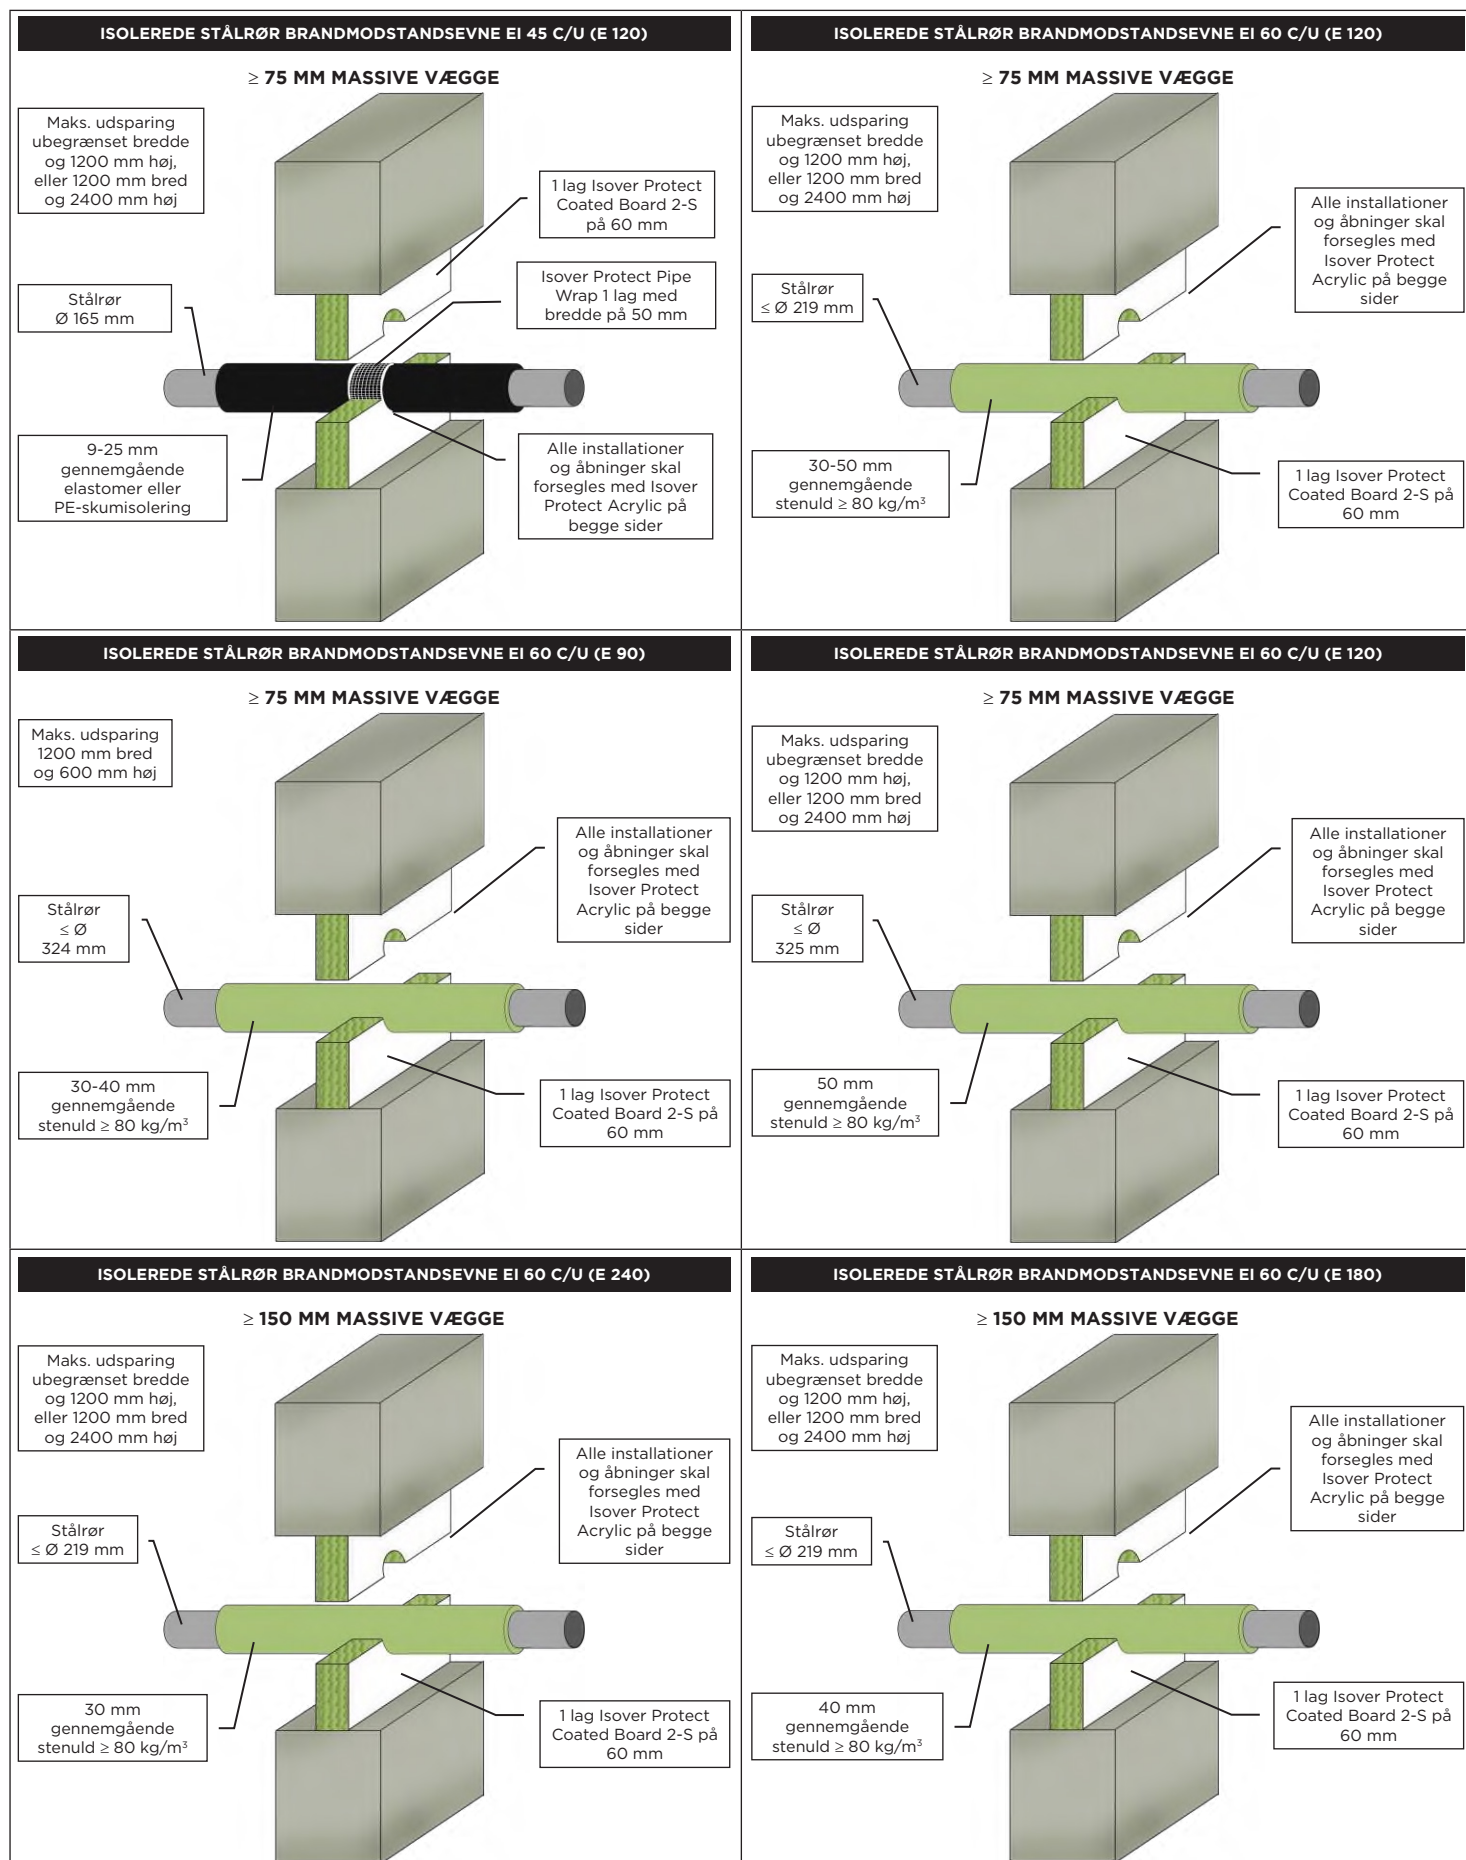 ISOLEREDE STÅLRØR BRANDMODSTANDSEVNE EI 45 C/U (E 120)
≥ 75 MM MASSIVE VÆGGE
Maks. udsparing
ubegrænset bredde
og 1200 mm høj,
eller 1200 mm bred
og 2400 mm høj
1 lag Isover Protect
Coated Board 2-S
på 60 mm
Isover Protect Pipe
Wrap 1 lag med
bredde på 50 mm
Stålrør
Ø 165 mm
9-25 mm
gennemgående
elastomer eller
PE-skumisolering
Alle installationer
og åbninger skal
forsegles med Isover
Protect Acrylic på
begge sider
ISOLEREDE STÅLRØR BRANDMODSTANDSEVNE EI 60 C/U (E 120)
≥ 75 MM MASSIVE VÆGGE
Maks. udsparing
ubegrænset bredde
og 1200 mm høj,
eller 1200 mm bred
og 2400 mm høj
Alle installationer
og åbninger skal
forsegles med
Isover Protect
Acrylic på begge
sider
Stålrør
≤ Ø 219 mm
30-50 mm
gennemgående
stenuld ≥ 80 kg/m³
1 lag Isover Protect
Coated Board 2-S på
60 mm
ISOLEREDE STÅLRØR BRANDMODSTANDSEVNE EI 60 C/U (E 90)
≥ 75 MM MASSIVE VÆGGE
Maks. udsparing
1200 mm bred
og 600 mm høj
Alle installationer
og åbninger skal
forsegles med
Isover Protect
Acrylic på begge
sider
Stålrør
≤ Ø
324 mm
30-40 mm
gennemgående
stenuld ≥ 80 kg/m³
1 lag Isover Protect
Coated Board 2-S på
60 mm
ISOLEREDE STÅLRØR BRANDMODSTANDSEVNE EI 60 C/U (E 120)
≥ 75 MM MASSIVE VÆGGE
Maks. udsparing
ubegrænset bredde
og 1200 mm høj,
eller 1200 mm bred
og 2400 mm høj
Alle installationer
og åbninger skal
forsegles med
Isover Protect
Acrylic på begge
sider
Stålrør
≤ Ø
325 mm
50 mm
gennemgående
stenuld ≥ 80 kg/m³
1 lag Isover Protect
Coated Board 2-S på
60 mm
ISOLEREDE STÅLRØR BRANDMODSTANDSEVNE EI 60 C/U (E 240)
≥ 150 MM MASSIVE VÆGGE
Maks. udsparing
ubegrænset bredde
og 1200 mm høj,
eller 1200 mm bred
og 2400 mm høj
Alle installationer
og åbninger skal
forsegles med
Isover Protect
Acrylic på begge
sider
Stålrør
≤ Ø 219 mm
30 mm
gennemgående
stenuld ≥ 80 kg/m³
1 lag Isover Protect
Coated Board 2-S på
60 mm
ISOLEREDE STÅLRØR BRANDMODSTANDSEVNE EI 60 C/U (E 180)
≥ 150 MM MASSIVE VÆGGE
Maks. udsparing
ubegrænset bredde
og 1200 mm høj,
eller 1200 mm bred
og 2400 mm høj
Alle installationer
og åbninger skal
forsegles med
Isover Protect
Acrylic på begge
sider
Stålrør
≤ Ø 219 mm
40 mm
gennemgående
stenuld ≥ 80 kg/m³
1 lag Isover Protect
Coated Board 2-S på
60 mm